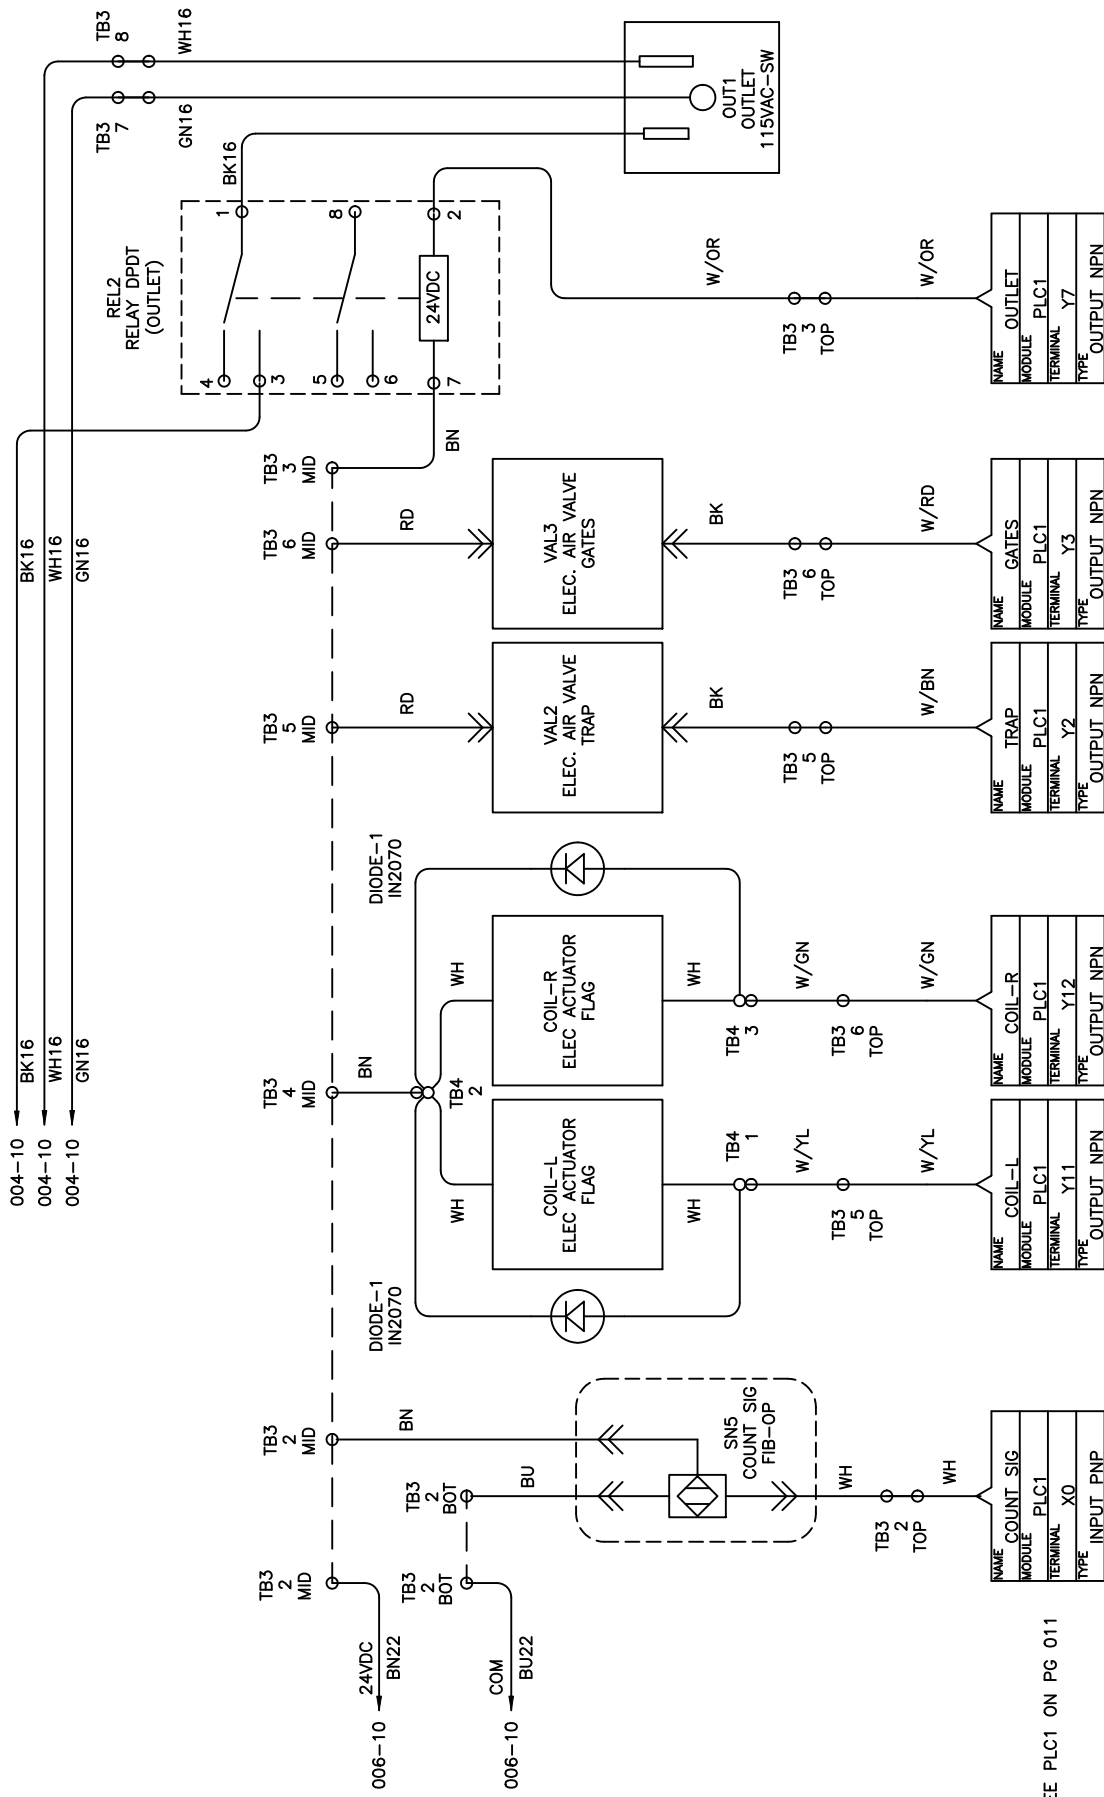 004-10
BK16
BK16
004-10
WH16
WH16
004-10
GN16
GN16
TB3
8
WH16
TB3
7
GN16
BK16
OUT1
OUTLET
115VAC-SW
REL2
RELAY DPDT
(OUTLET)
1
8
2
24VDC
4
3
5
6
7
BN
W/OR
TB3
3
TOP
W/OR
TB3
2
MID
TB3
2
MID
TB3
4
MID
TB3
5
MID
TB3
6
MID
TB3
3
MID
24VDC
BN22
006-10
TB3
2
BOT
TB3
2
BOT
COM
BU22
006-10
BN
BU
SN5
COUNT SIG
FIB-OP
WH
TB3
2
TOP
WH
DIODE-1
IN2070
BN
TB4
2
WH
WH
COIL-L
ELEC ACTUATOR
FLAG
WH
TB4
1
W/YL
TB3
5
TOP
W/YL
COIL-R
ELEC ACTUATOR
FLAG
WH
TB4
3
W/GN
TB3
6
TOP
W/GN
DIODE-1
IN2070
RD
VAL2
ELEC. AIR VALVE
TRAP
BK
TB3
5
TOP
W/BN
RD
VAL3
ELEC. AIR VALVE
GATES
BK
TB3
6
TOP
W/RD
NAME COUNT SIG
MODULE PLC1
TERMINAL X0
TYPE INPUT PNP
NAME COIL-L
MODULE PLC1
TERMINAL Y11
TYPE OUTPUT NPN
NAME COIL-R
MODULE PLC1
TERMINAL Y12
TYPE OUTPUT NPN
NAME TRAP
MODULE PLC1
TERMINAL Y2
TYPE OUTPUT NPN
NAME GATES
MODULE PLC1
TERMINAL Y3
TYPE OUTPUT NPN
NAME OUTLET
MODULE PLC1
TERMINAL Y7
TYPE OUTPUT NPN
EE PLC1 ON PG 011